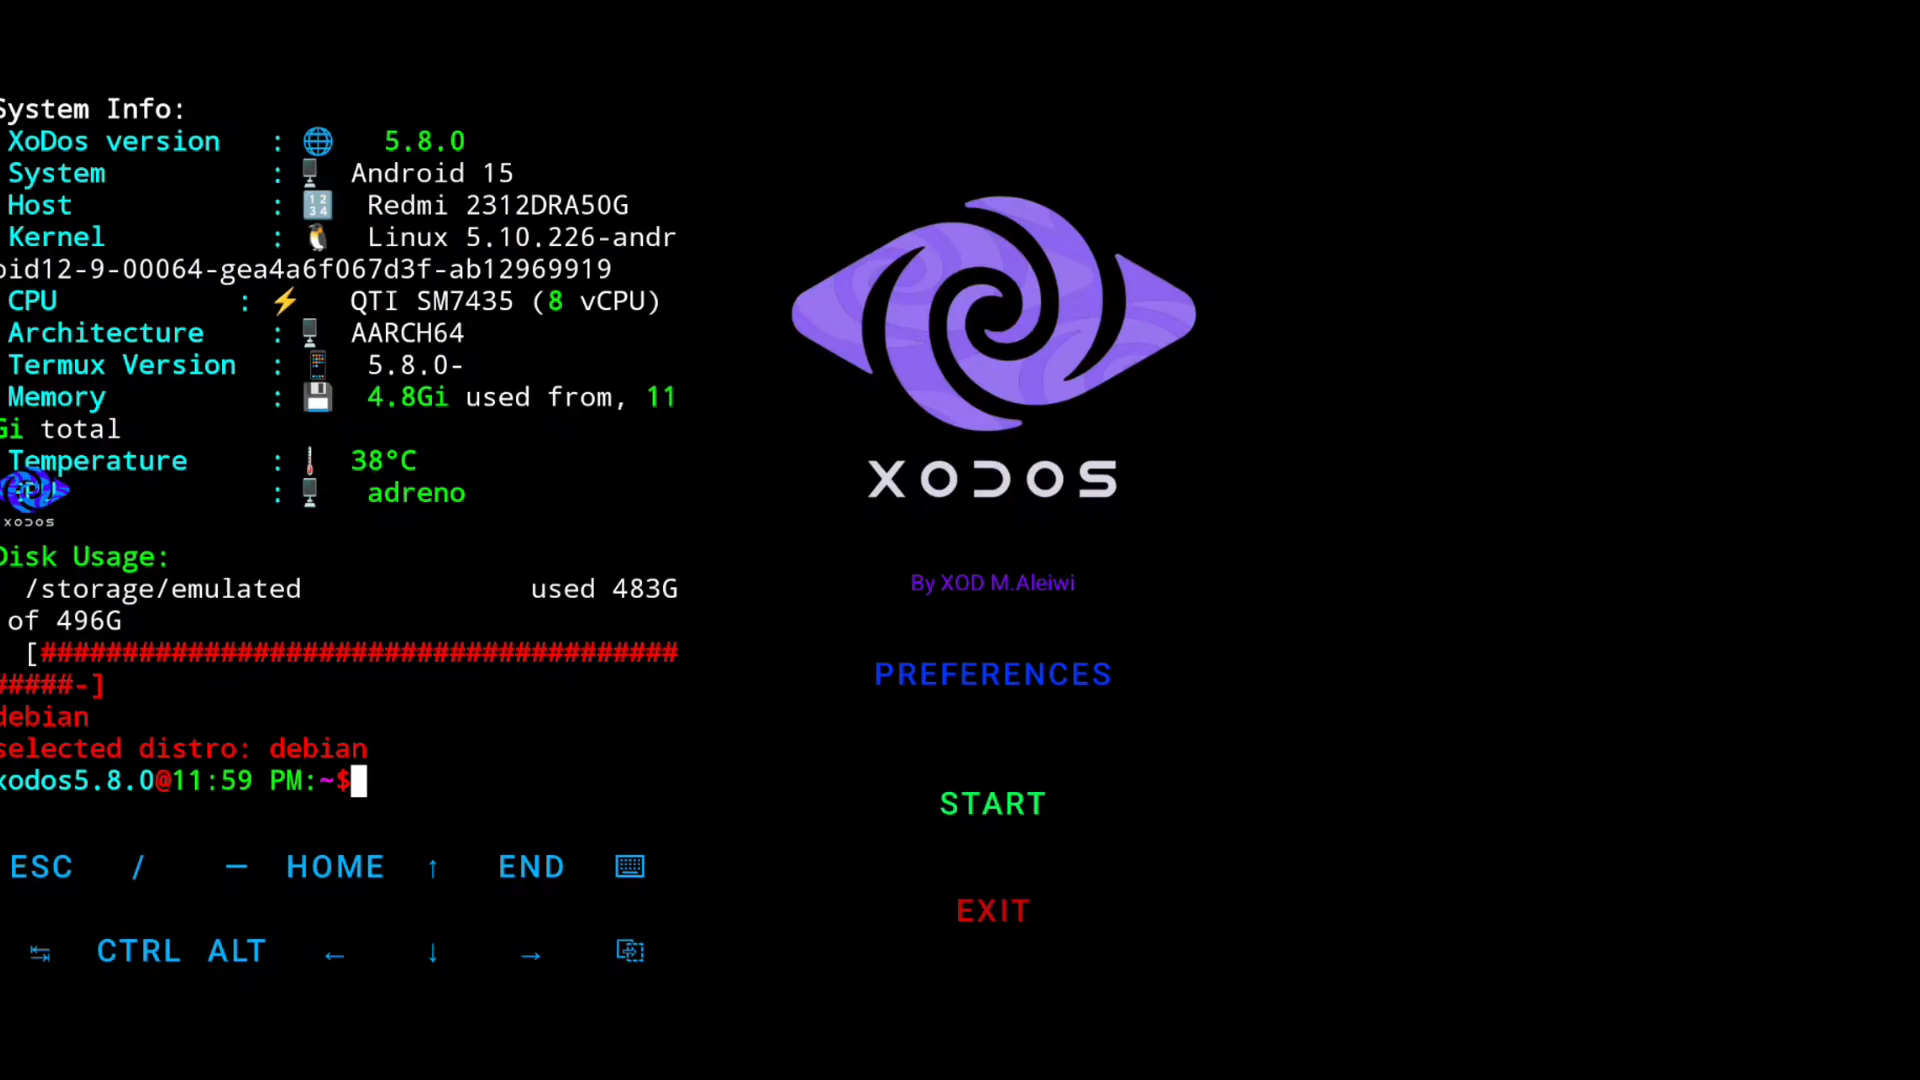 System Info:
XoDos version : 5.8.0
System : Android 15
Host : Redmi 2312DRA50G
Kernel : Linux 5.10.226-andr
oid12-9-00064-gea4a6f067d3f-ab12969919
CPU : QTI SM7435 (8 vCPU)
Architecture : AARCH64
Termux Version : 5.8.0-
Memory : 4.8Gi used from, 11
Gi total
Temperature : 38°C
: adreno
XODOS
Disk Usage:
/storage/emulated used 483G
of 496G
[#######################################
#####-]
debian
selected distro: debian
xodos5.8.0@11:59 PM:~$
ESC / — HOME ↑ END
↹ CTRL ALT ← ↓ →
XODOS
By XOD M.Aleiwi
PREFERENCES
START
EXIT